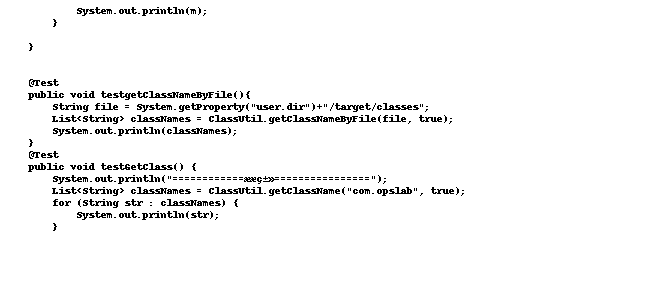 System.out.println(m);
}
}
@Test
public void testgetClassNameByFile(){
String file = System.getProperty("user.dir")+"/target/classes";
List<String> classNames = ClassUtil.getClassNameByFile(file, true);
System.out.println(classNames);
}
@Test
public void testGetClass() {
System.out.println("============ ================");
List<String> classNames = ClassUtil.getClassName("com.opslab", true);
for (String str : classNames) {
System.out.println(str);
}